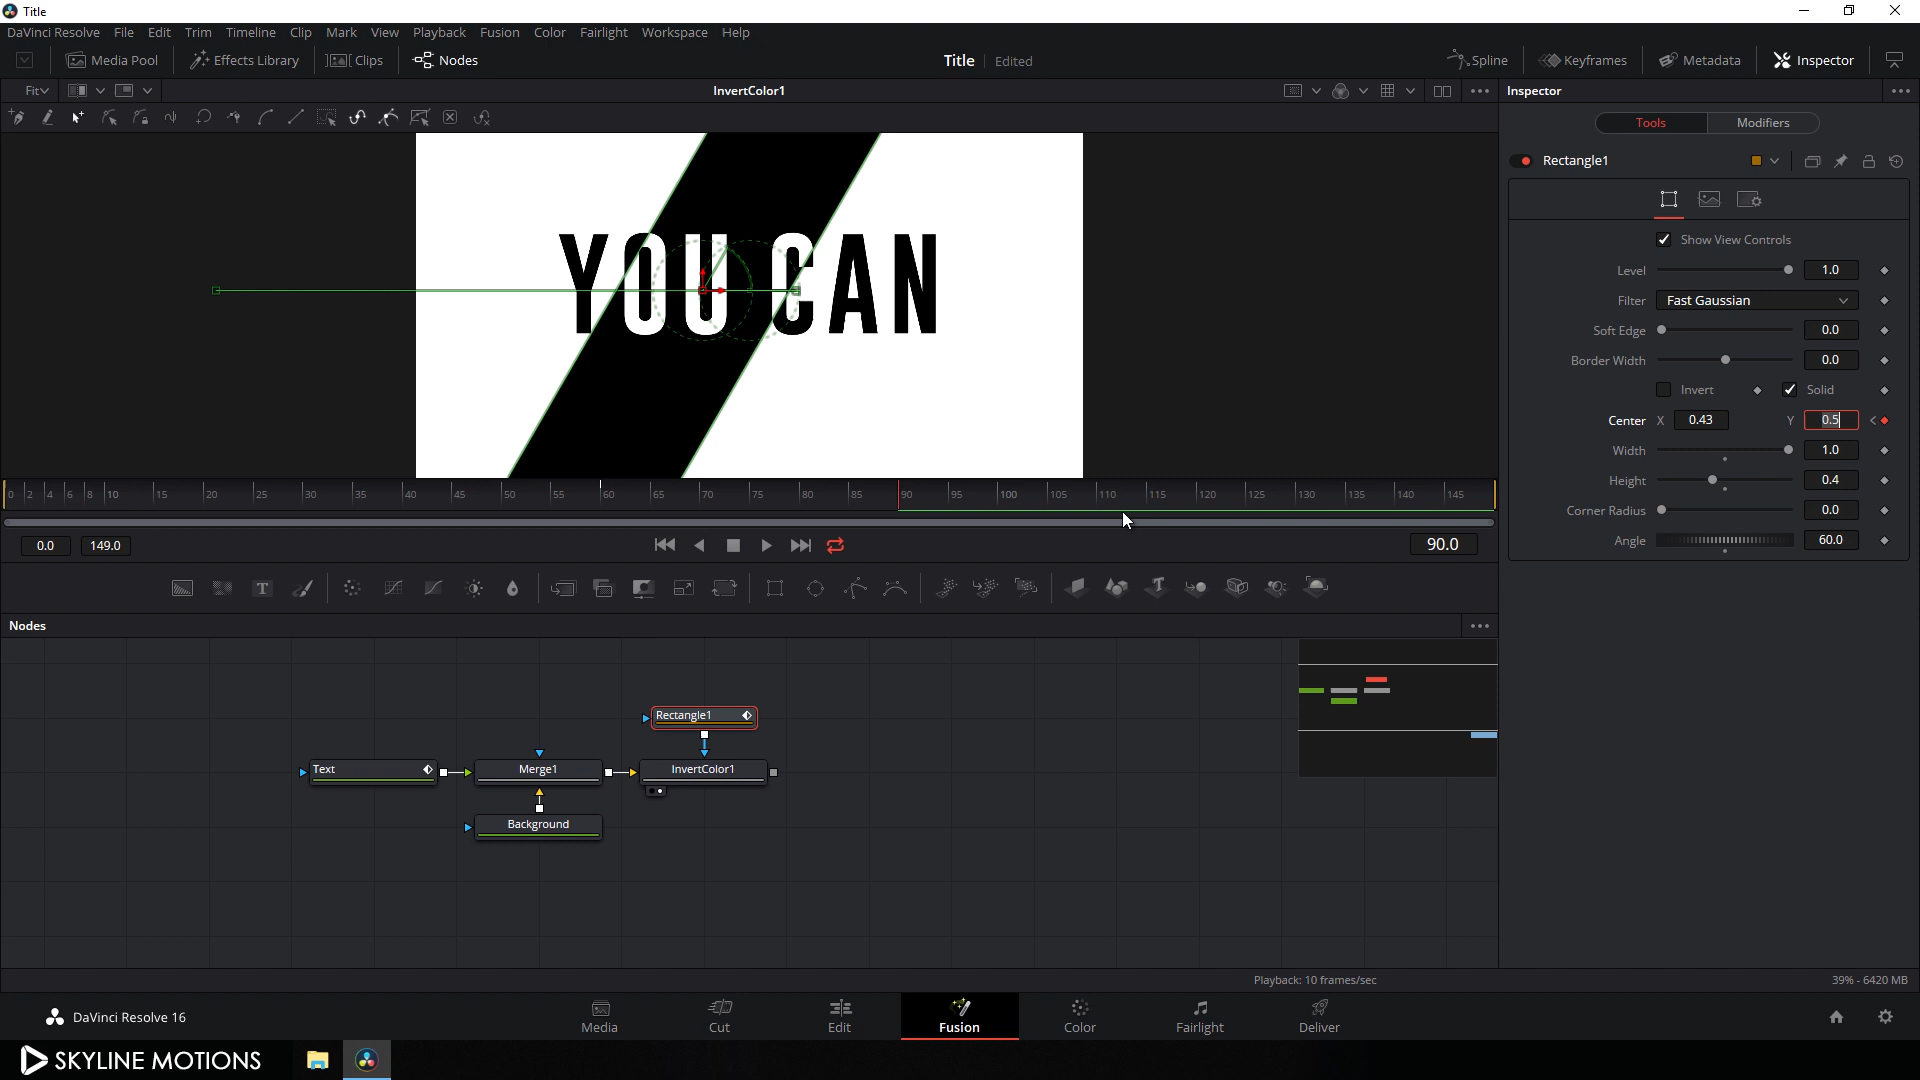 Title
DaVinci Resolve File Edit Trim Timeline Clip Mark View Playback Fusion Color Fairlight Workspace Help
Media Pool Effects Library Clips Nodes Title Edited Spline Keyframes Metadata Inspector
Fit InvertColor1 Inspector
Tools Modifiers
Rectangle1
Show View Controls
Level 1.0
Filter Fast Gaussian
Soft Edge 0.0
Border Width 0.0
Invert Solid
Center X 0.43 Y 0.5
Width 1.0
Height 0.4
Corner Radius 0.0
Angle 60.0
YOU CAN
0 2 4 6 8 10 15 20 25 30 35 40 45 50 55 60 65 70 75 80 85 90 95 100 105 110 115 120 125 130 135 140 145
0.0 149.0 90.0
Nodes
Rectangle1
Text Merge1 InvertColor1
Background
Playback: 10 frames/sec 39% - 6420 MB
DaVinci Resolve 16 Media Cut Edit Fusion Color Fairlight Deliver
SKYLINE MOTIONS